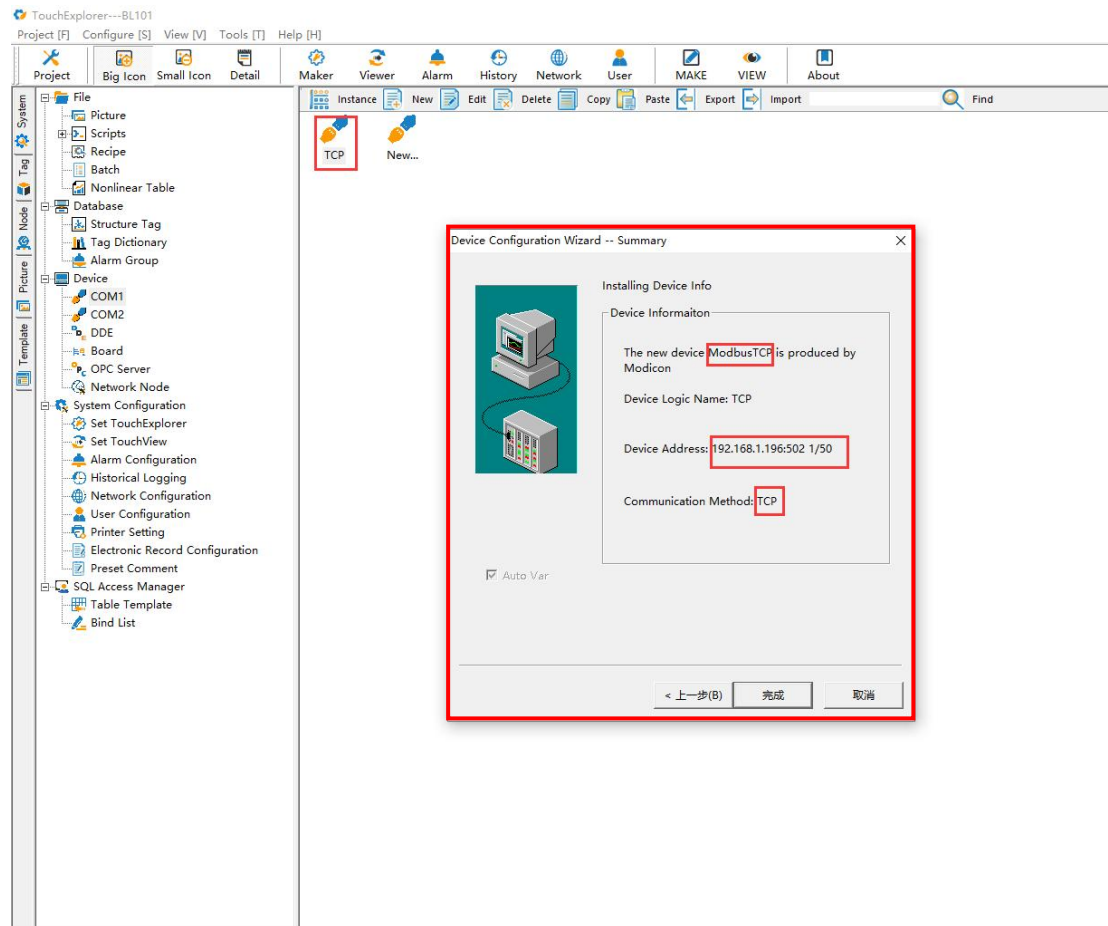 TouchExplorer---BL101
Project [F] Configure [S] View [V] Tools [T] Help [H]
Project Big Icon Small Icon Detail Maker Viewer Alarm History Network User MAKE VIEW About
Instance New Edit Delete Copy Paste Export Import Find
System
Tag
Node
Picture
Template
File
Picture
Scripts
Recipe
Batch
Nonlinear Table
Database
Structure Tag
Tag Dictionary
Alarm Group
Device
COM1
COM2
DDE
Board
OPC Server
Network Node
System Configuration
Set TouchExplorer
Set TouchView
Alarm Configuration
Historical Logging
Network Configuration
User Configuration
Printer Setting
Electronic Record Configuration
Preset Comment
SQL Access Manager
Table Template
Bind List
TCP New...
Device Configuration Wizard -- Summary
Installing Device Info
Device Informaiton
The new device ModbusTCP is produced by
Modicon
Device Logic Name: TCP
Device Address: 192.168.1.196:502 1/50
Communication Method: TCP
Auto Var
< 上一步(B) 完成 取消